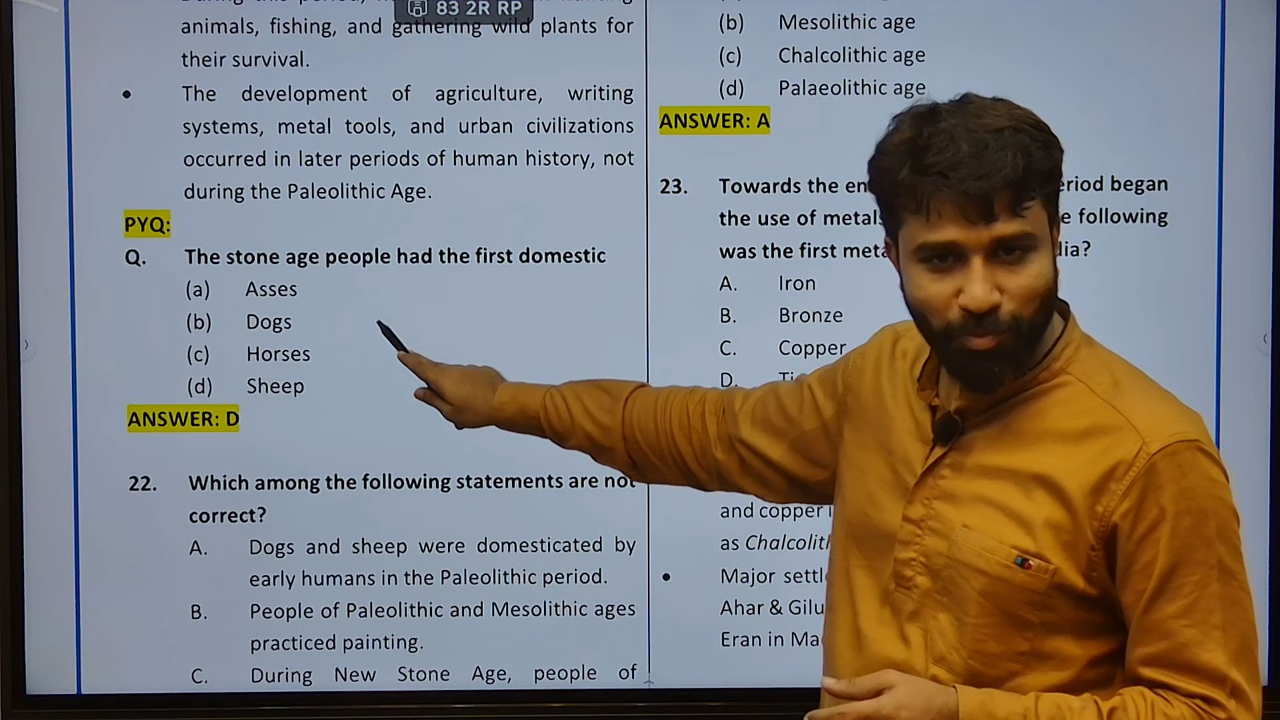 83 2R RP
animals, fishing, and gathering wild plants for
their survival.
• The development of agriculture, writing
systems, metal tools, and urban civilizations
occurred in later periods of human history, not
during the Paleolithic Age.
PYQ:
Q. The stone age people had the first domestic
(a) Asses
(b) Dogs
(c) Horses
(d) Sheep
ANSWER: D
22. Which among the following statements are not
correct?
A. Dogs and sheep were domesticated by
early humans in the Paleolithic period.
B. People of Paleolithic and Mesolithic ages
practiced painting.
C. During New Stone Age, people of
(b) Mesolithic age
(c) Chalcolithic age
(d) Palaeolithic age
ANSWER: A
23. Towards the en eriod began
the use of metals e following
was the first meta dia?
A. Iron
B. Bronze
C. Copper
D.
and copper
as Chalcolith
• Major settl
Ahar & Gilu
Eran in Ma